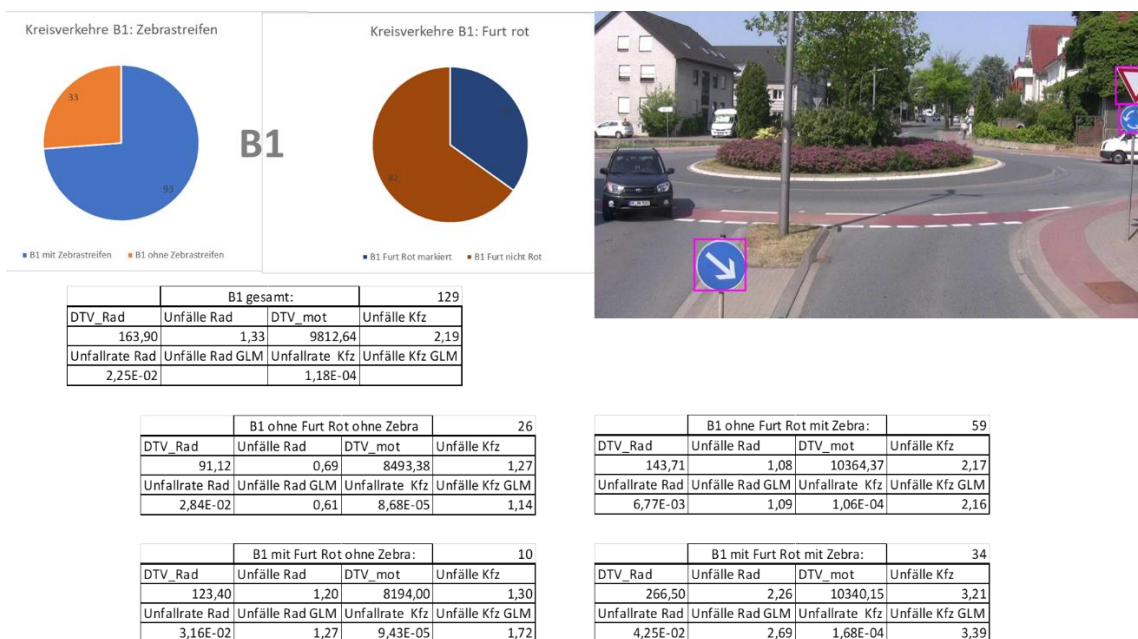 Kreisverkehre B1: Zebrastreifen
33
93
B1 mit Zebrastreifen B1 ohne Zebrastreifen
B1
Kreisverkehre B1: Furt rot
82
B1 Furt Rot markiert B1 Furt nicht Rot
B1 gesamt: 129
DTV_Rad Unfälle Rad DTV_mot Unfälle Kfz
163,90 1,33 9812,64 2,19
Unfallrate Rad Unfälle Rad GLM Unfallrate Kfz Unfälle Kfz GLM
2,25E-02 1,18E-04
B1 ohne Furt Rot ohne Zebra 26
DTV_Rad Unfälle Rad DTV_mot Unfälle Kfz
91,12 0,69 8493,38 1,27
Unfallrate Rad Unfälle Rad GLM Unfallrate Kfz Unfälle Kfz GLM
2,84E-02 0,61 8,68E-05 1,14
B1 ohne Furt Rot mit Zebra: 59
DTV_Rad Unfälle Rad DTV_mot Unfälle Kfz
143,71 1,08 10364,37 2,17
Unfallrate Rad Unfälle Rad GLM Unfallrate Kfz Unfälle Kfz GLM
6,77E-03 1,09 1,06E-04 2,16
B1 mit Furt Rot ohne Zebra: 10
DTV_Rad Unfälle Rad DTV_mot Unfälle Kfz
123,40 1,20 8194,00 1,30
Unfallrate Rad Unfälle Rad GLM Unfallrate Kfz Unfälle Kfz GLM
3,16E-02 1,27 9,43E-05 1,72
B1 mit Furt Rot mit Zebra: 34
DTV_Rad Unfälle Rad DTV_mot Unfälle Kfz
266,50 2,26 10340,15 3,21
Unfallrate Rad Unfälle Rad GLM Unfallrate Kfz Unfälle Kfz GLM
4,25E-02 2,69 1,68E-04 3,39